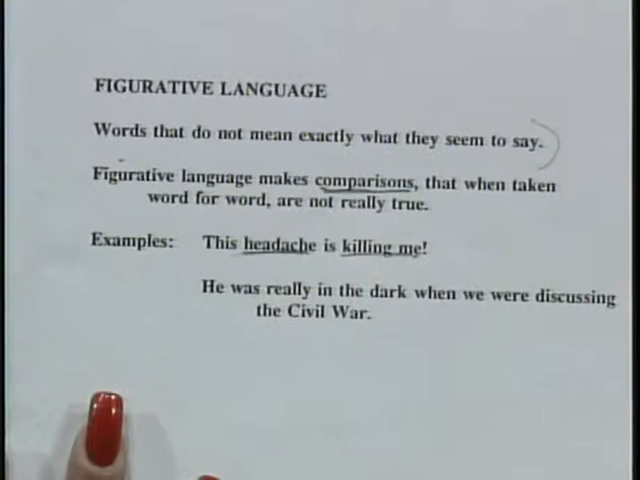 FIGURATIVE LANGUAGE
Words that do not mean exactly what they seem to say.
Figurative language makes comparisons, that when taken
word for word, are not really true.
Examples: This headache is killing me!
He was really in the dark when we were discussing
the Civil War.